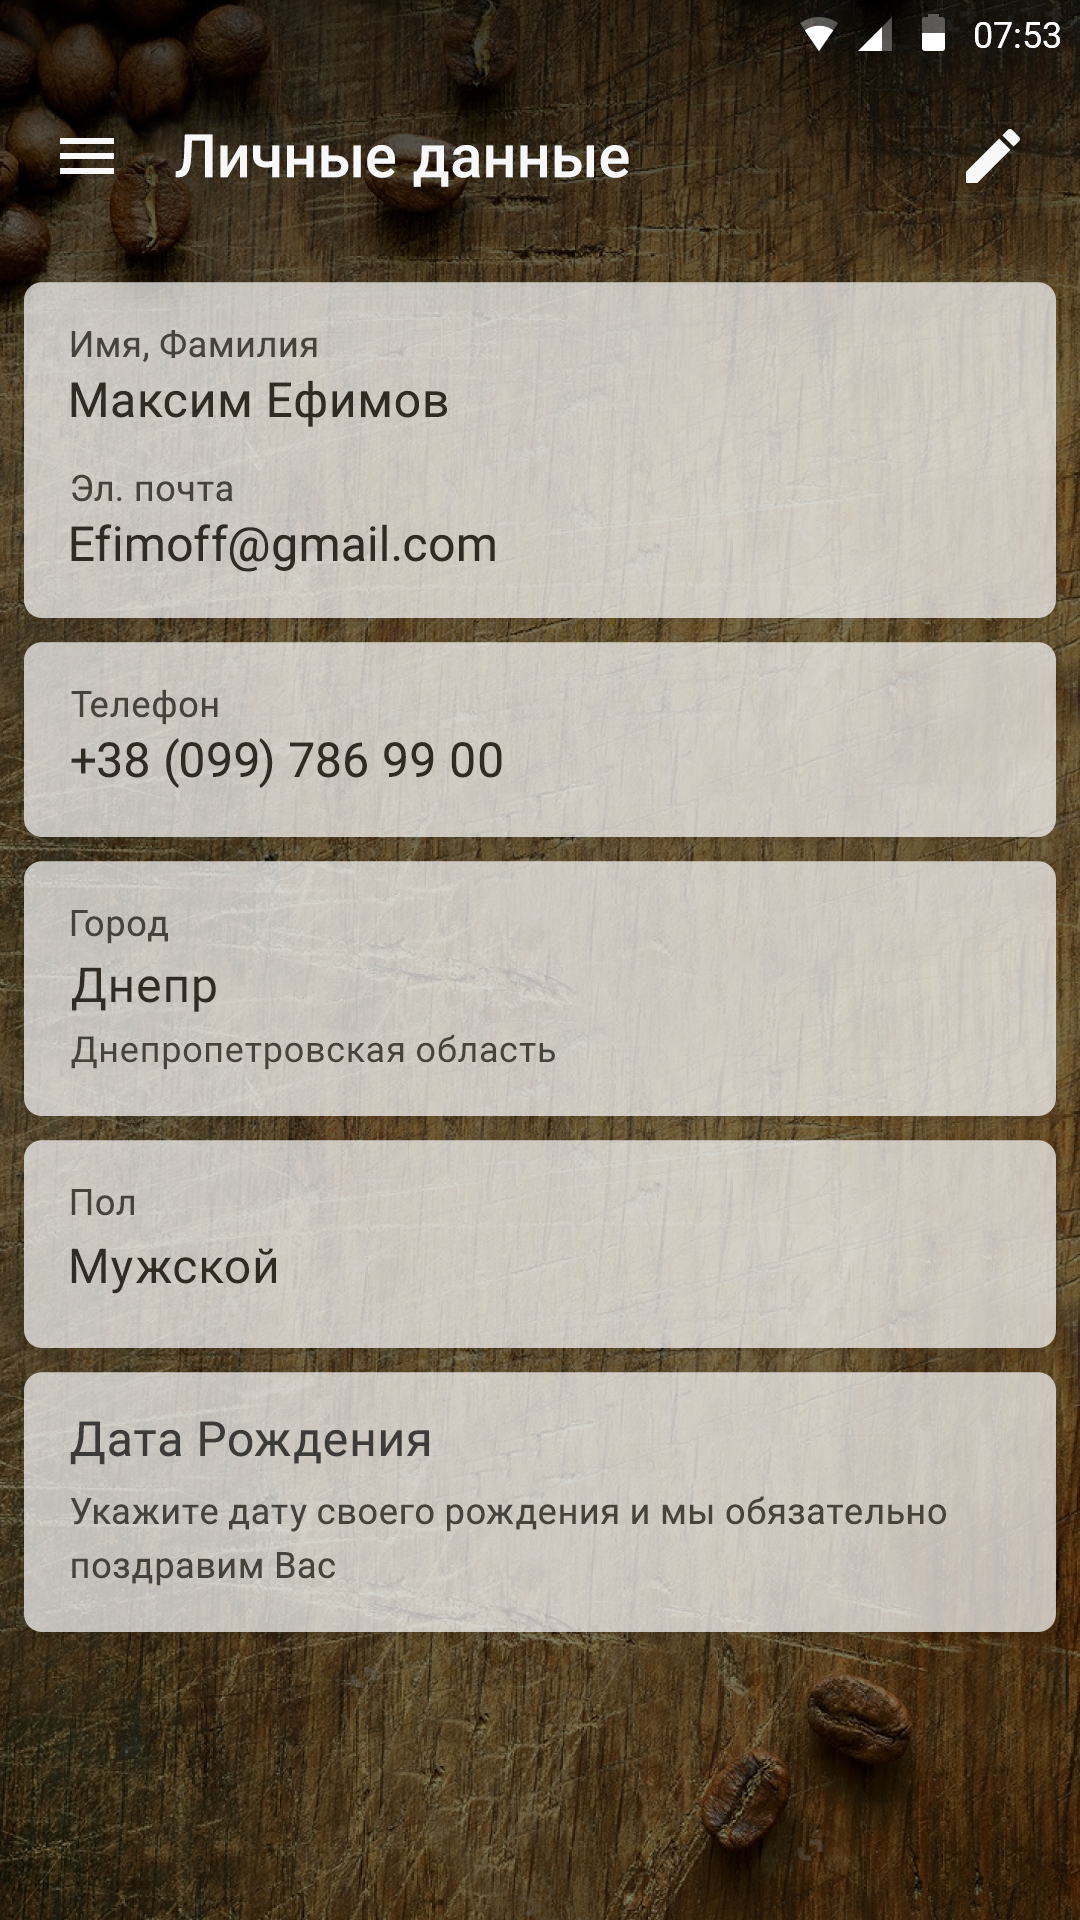 07:53
Личные данные
Имя, Фамилия
Максим Ефимов
Эл. почта
Efimoff@gmail.com
Телефон
+38 (099) 786 99 00
Город
Днепр
Днепропетровская область
Пол
Мужской
Дата Рождения
Укажите дату своего рождения и мы обязательно
поздравим Вас